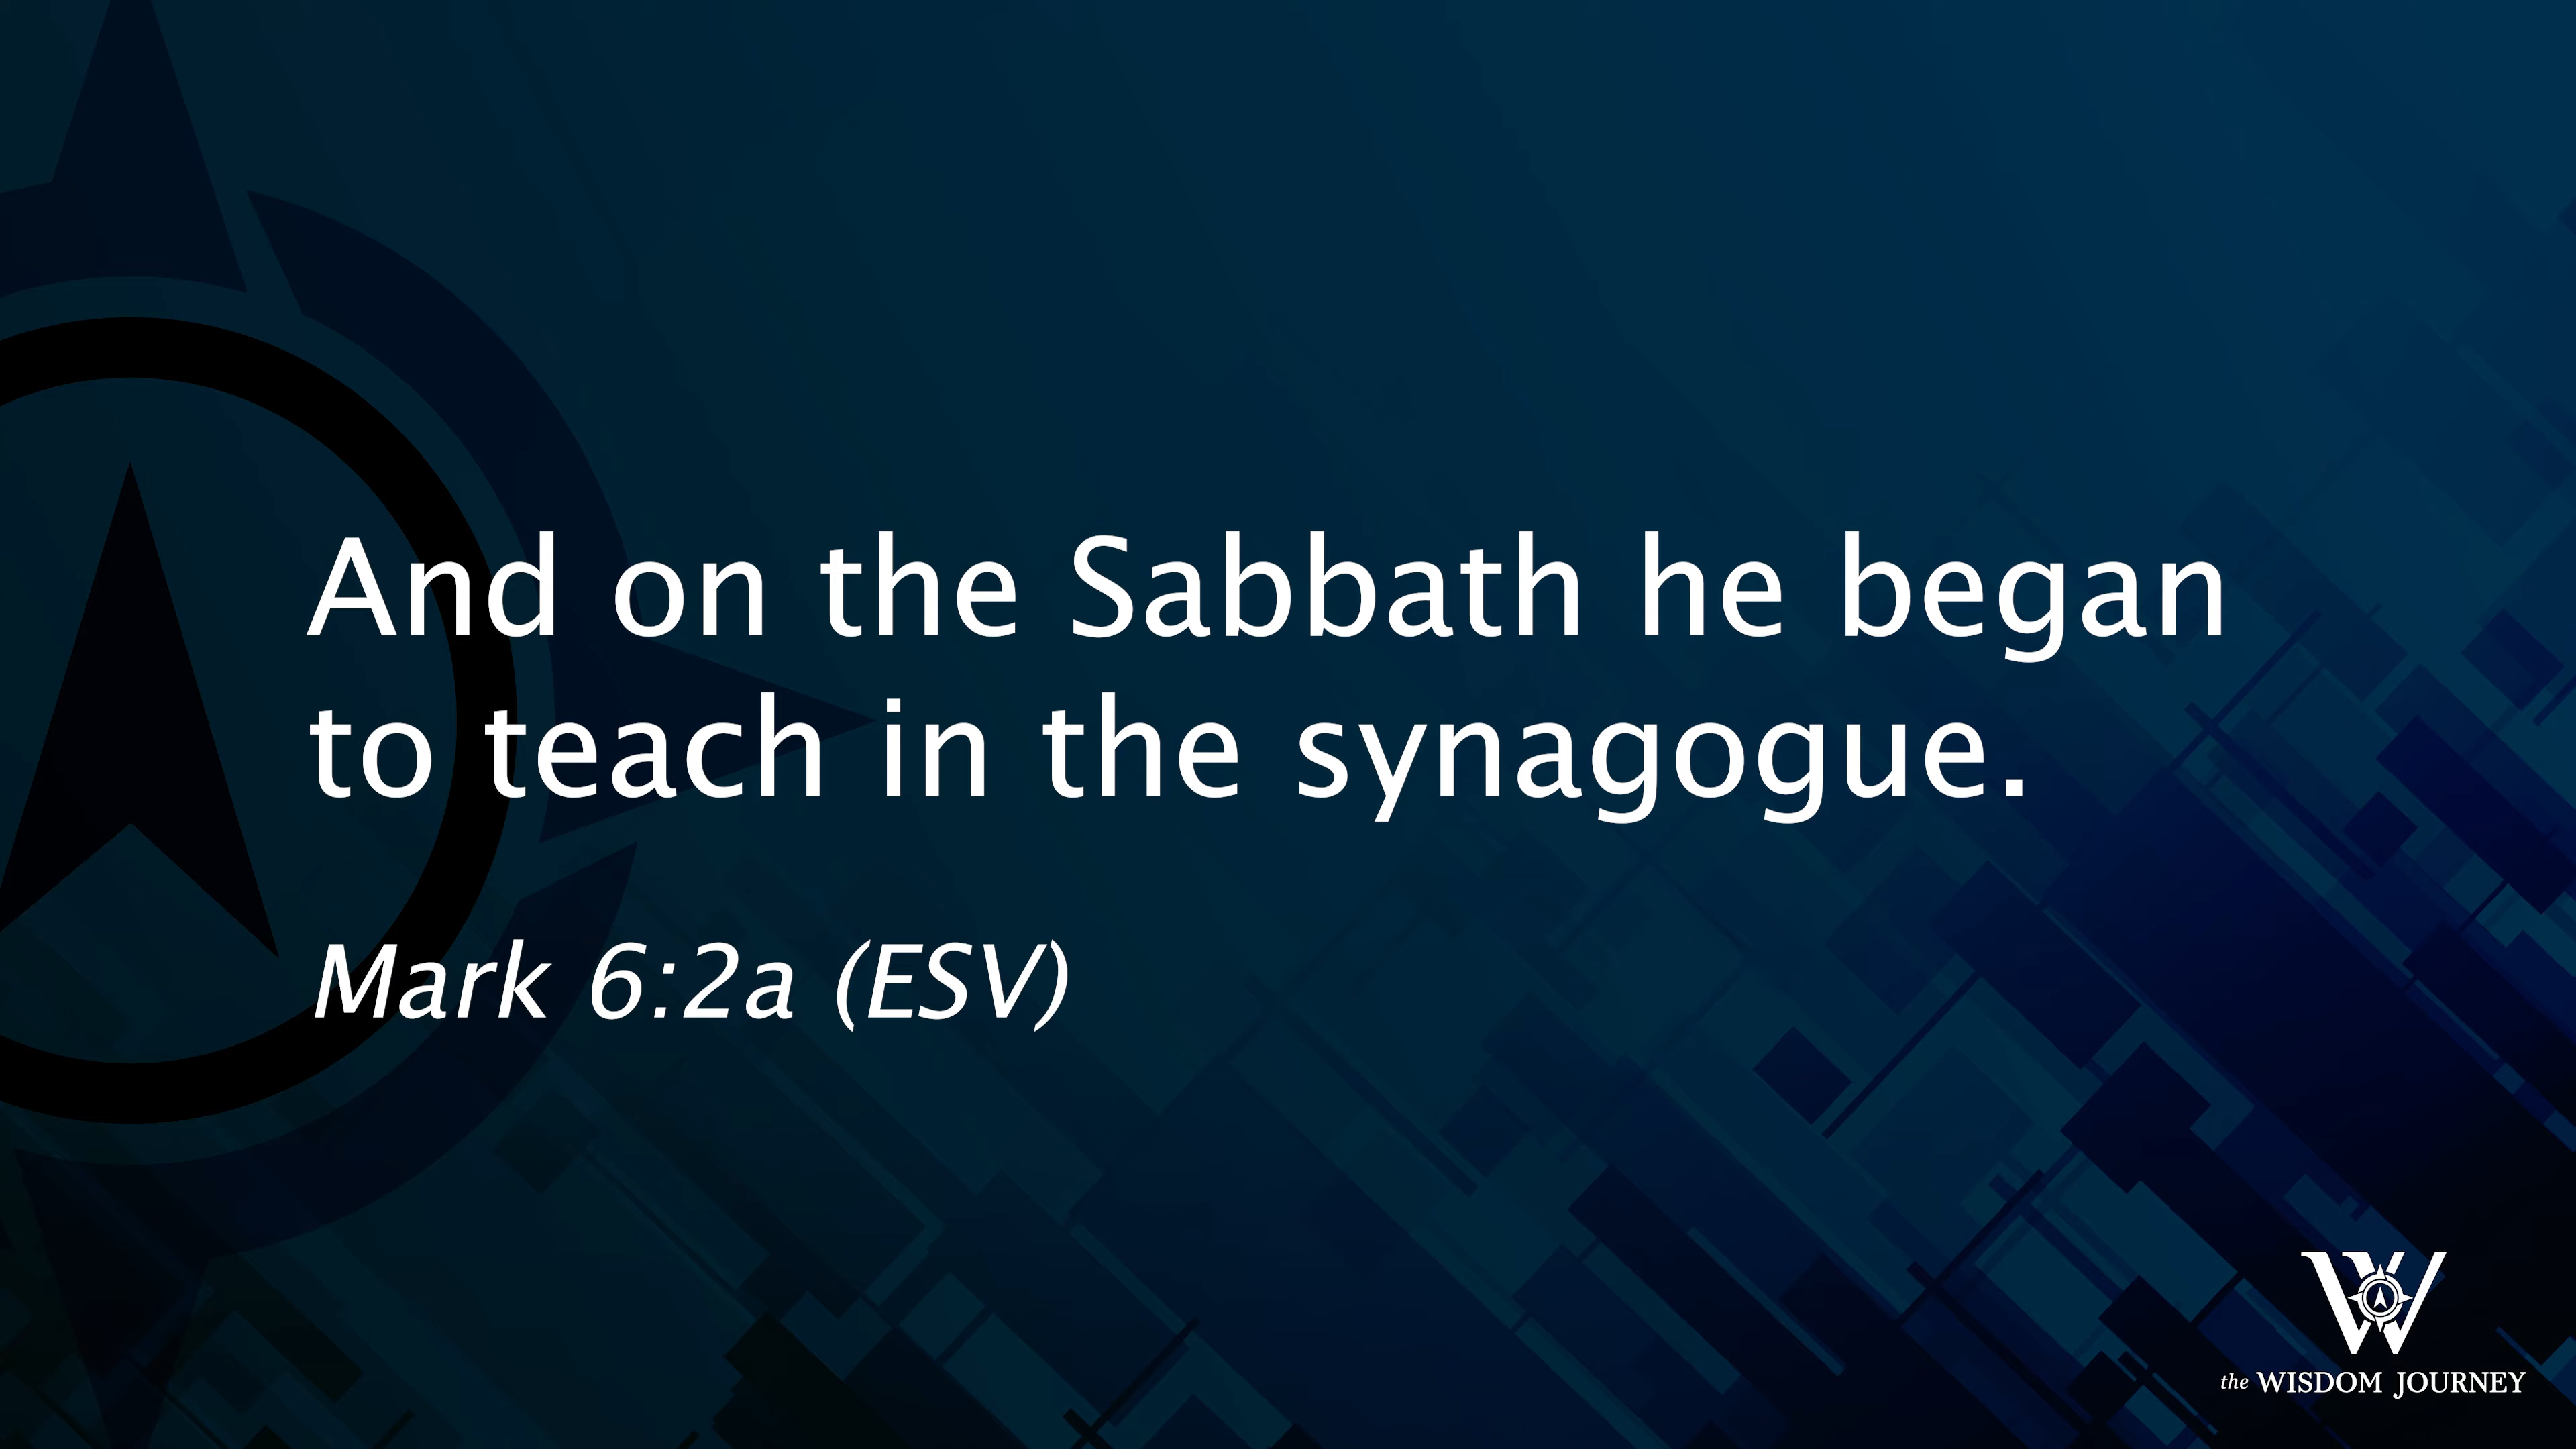 And on the Sabbath he began
to teach in the synagogue.
Mark 6:2a (ESV)
W
the WISDOM JOURNEY